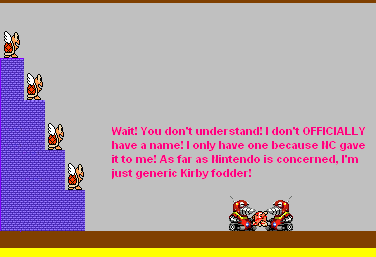 Wait! You don't understand! I don't OFFICIALLY
have a name! I only have one because NC gave
it to me! As far as Nintendo is concerned, I'm
just generic Kirby fodder!